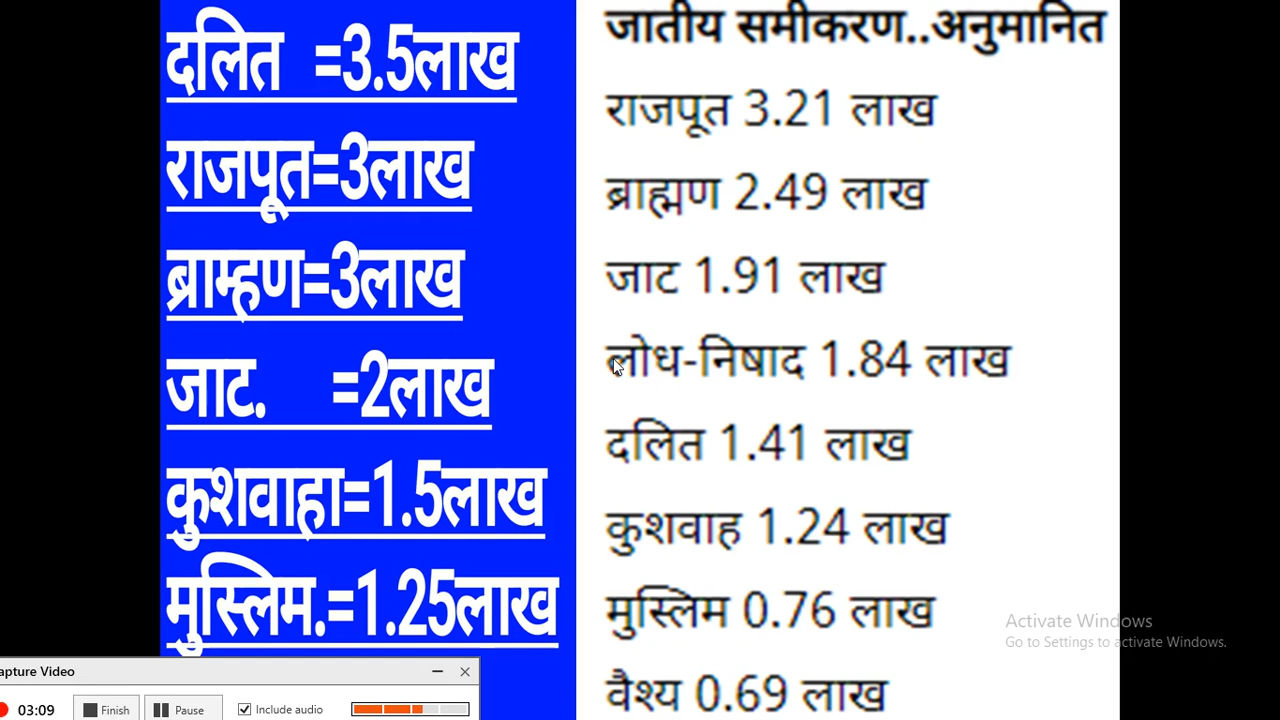 दलित =3.5लाख
राजपूत=3लाख
ब्राम्हण=3लाख
जाट. =2लाख
कुशवाहा=1.5लाख
मुस्लिम.=1.25लाख
जातीय समीकरण..अनुमानित
राजपूत 3.21 लाख
ब्राह्मण 2.49 लाख
जाट 1.91 लाख
लोध-निषाद 1.84 लाख
दलित 1.41 लाख
कुशवाह 1.24 लाख
मुस्लिम 0.76 लाख
वैश्य 0.69 लाख
Activate Windows
Go to Settings to activate Windows.
apture Video
03:09
Finish
Pause
Include audio